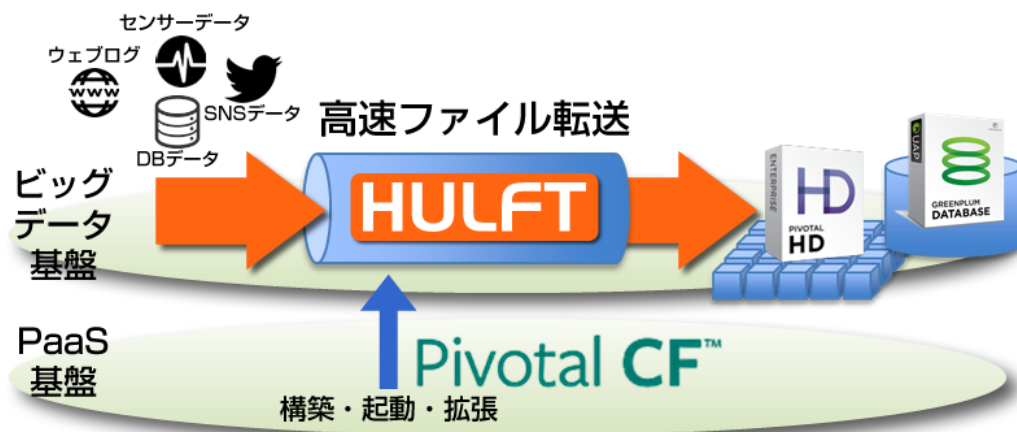 センサーデータ
ウェブログ
www
SNSデータ
DBデータ
高速ファイル転送
ビッグ
データ
基盤
HULFT
ENTERPRISE
HD
PIVOTAL
HD
UAP
GREENPLUM
DATABASE
PaaS
基盤
Pivotal CF™
構築・起動・拡張